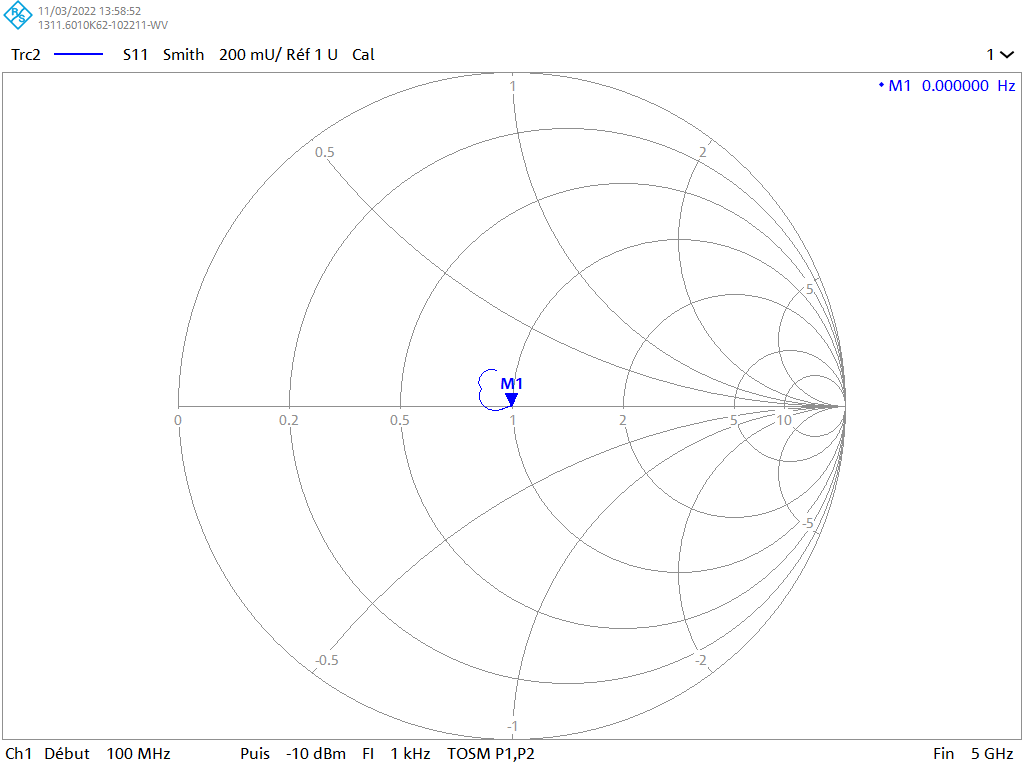 R S
11/03/2022 13:58:52
1311.6010K62-102211-WV
Trc2 S11 Smith 200 mU/ Réf 1 U Cal 1
• M1 0.000000 Hz
1
0.5 2
5
M1
0 0.2 0.5 1 2 5 10
-5
-0.5 -2
-1
Ch1 Début 100 MHz Puis -10 dBm FI 1 kHz TOSM P1,P2 Fin 5 GHz